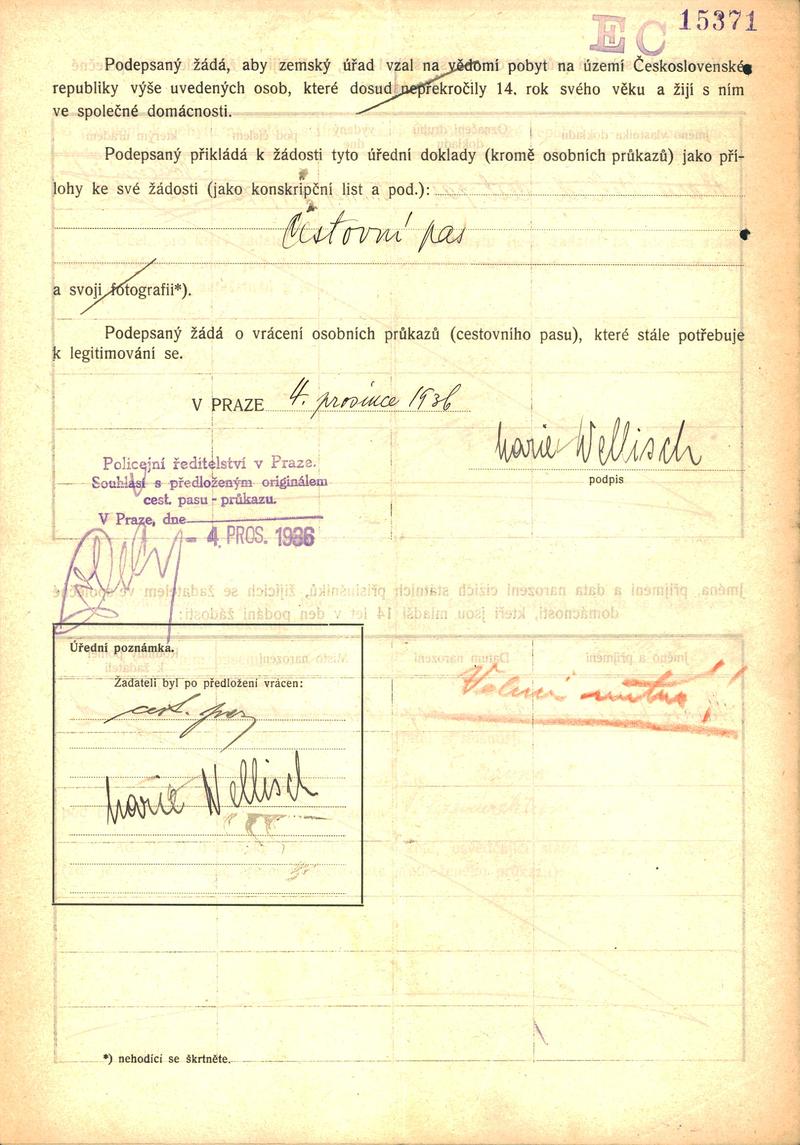 EC 15371
Podepsaný žádá, aby zemský úřad vzal na vědomí pobyt na území Československé
republiky výše uvedených osob, které dosud nepřekročily 14. rok svého věku a žijí s ním
ve společné domácnosti.
Podepsaný přikládá k žádosti tyto úřední doklady (kromě osobních průkazů) jako pří-
lohy ke své žádosti (jako konskripční list a pod.):
Čestovní pas
a svoji fotografii*).
Podepsaný žádá o vrácení osobních průkazů (cestovního pasu), které stále potřebuje
k legitimování se.
V PRAZE 4. prosince 1936
Marie Wellisch
podpis
Policejní ředitelství v Praze.
Souhlasí s předloženým originálem
cest. pasu - průkazu.
V Praze, dne
- 4. PROS. 1936
Úřední poznámka.
Žadateli byl po předložení vrácen:
cest. pas
Marie Wellisch
Velmi nutné!
*) nehodící se škrtněte.